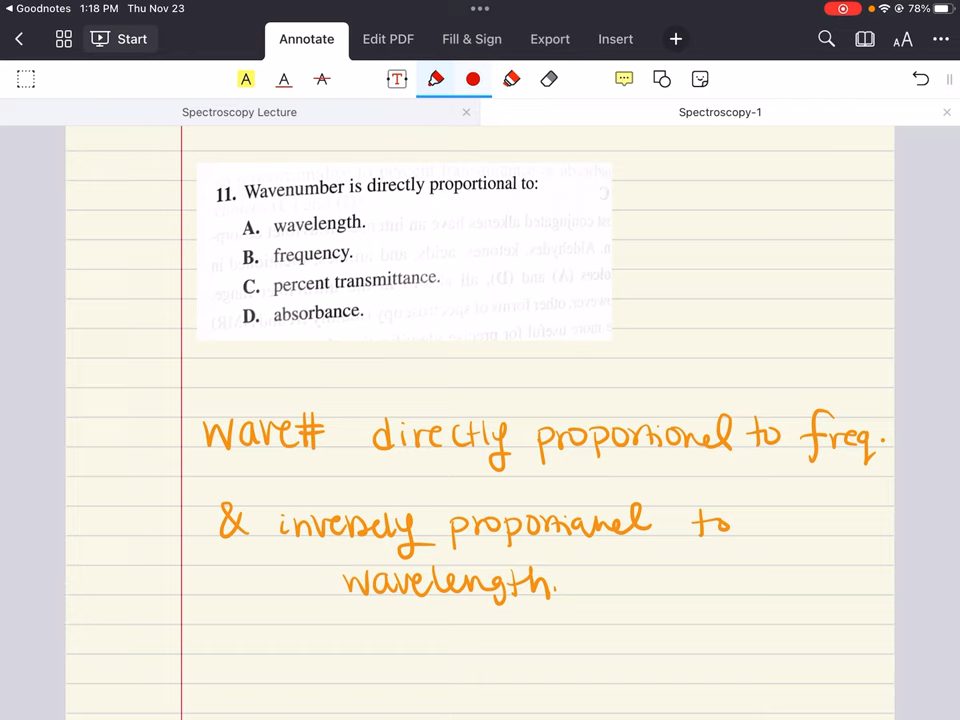 Goodnotes 1:18 PM Thu Nov 23
78%
Start
Annotate Edit PDF Fill & Sign Export Insert
Spectroscopy Lecture
Spectroscopy-1
11. Wavenumber is directly proportional to:
A. wavelength.
B. frequency.
C. percent transmittance.
D. absorbance.
wave# directly proportional to freq.
& inversely proportional to
wavelength.